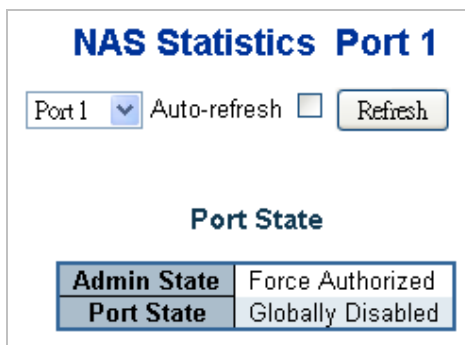 NAS Statistics Port 1
Port 1 Auto-refresh Refresh
Port State
Admin State Force Authorized
Port State Globally Disabled